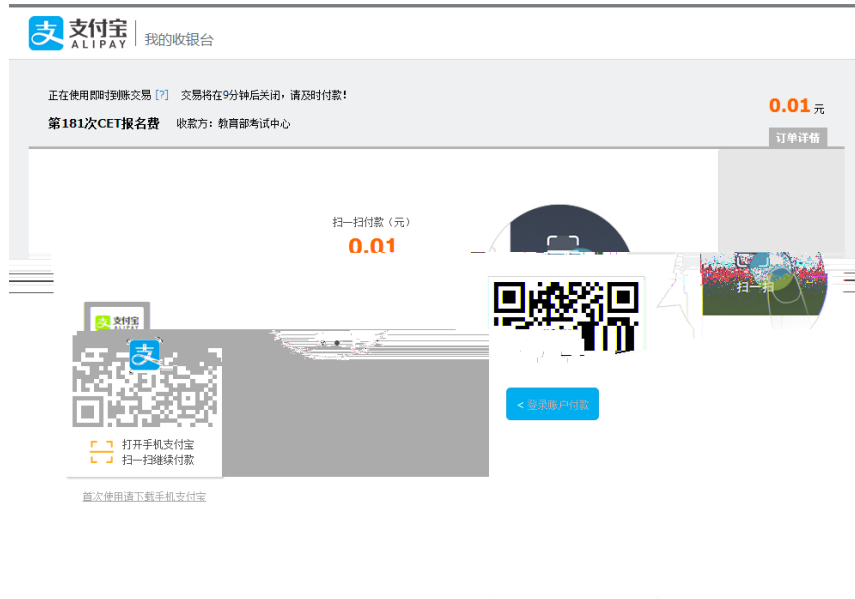 支付宝
ALIPAY
我的收银台
正在使用即时到账交易 [?] 交易将在9分钟后关闭，请及时付款！
0.01 元
第181次CET报名费 收款方：教育部考试中心
订单详情
扫一扫付款（元）
0.01
扫一扫
支付宝
支
< 登录账户付款
打开手机支付宝
扫一扫继续付款
首次使用请下载手机支付宝